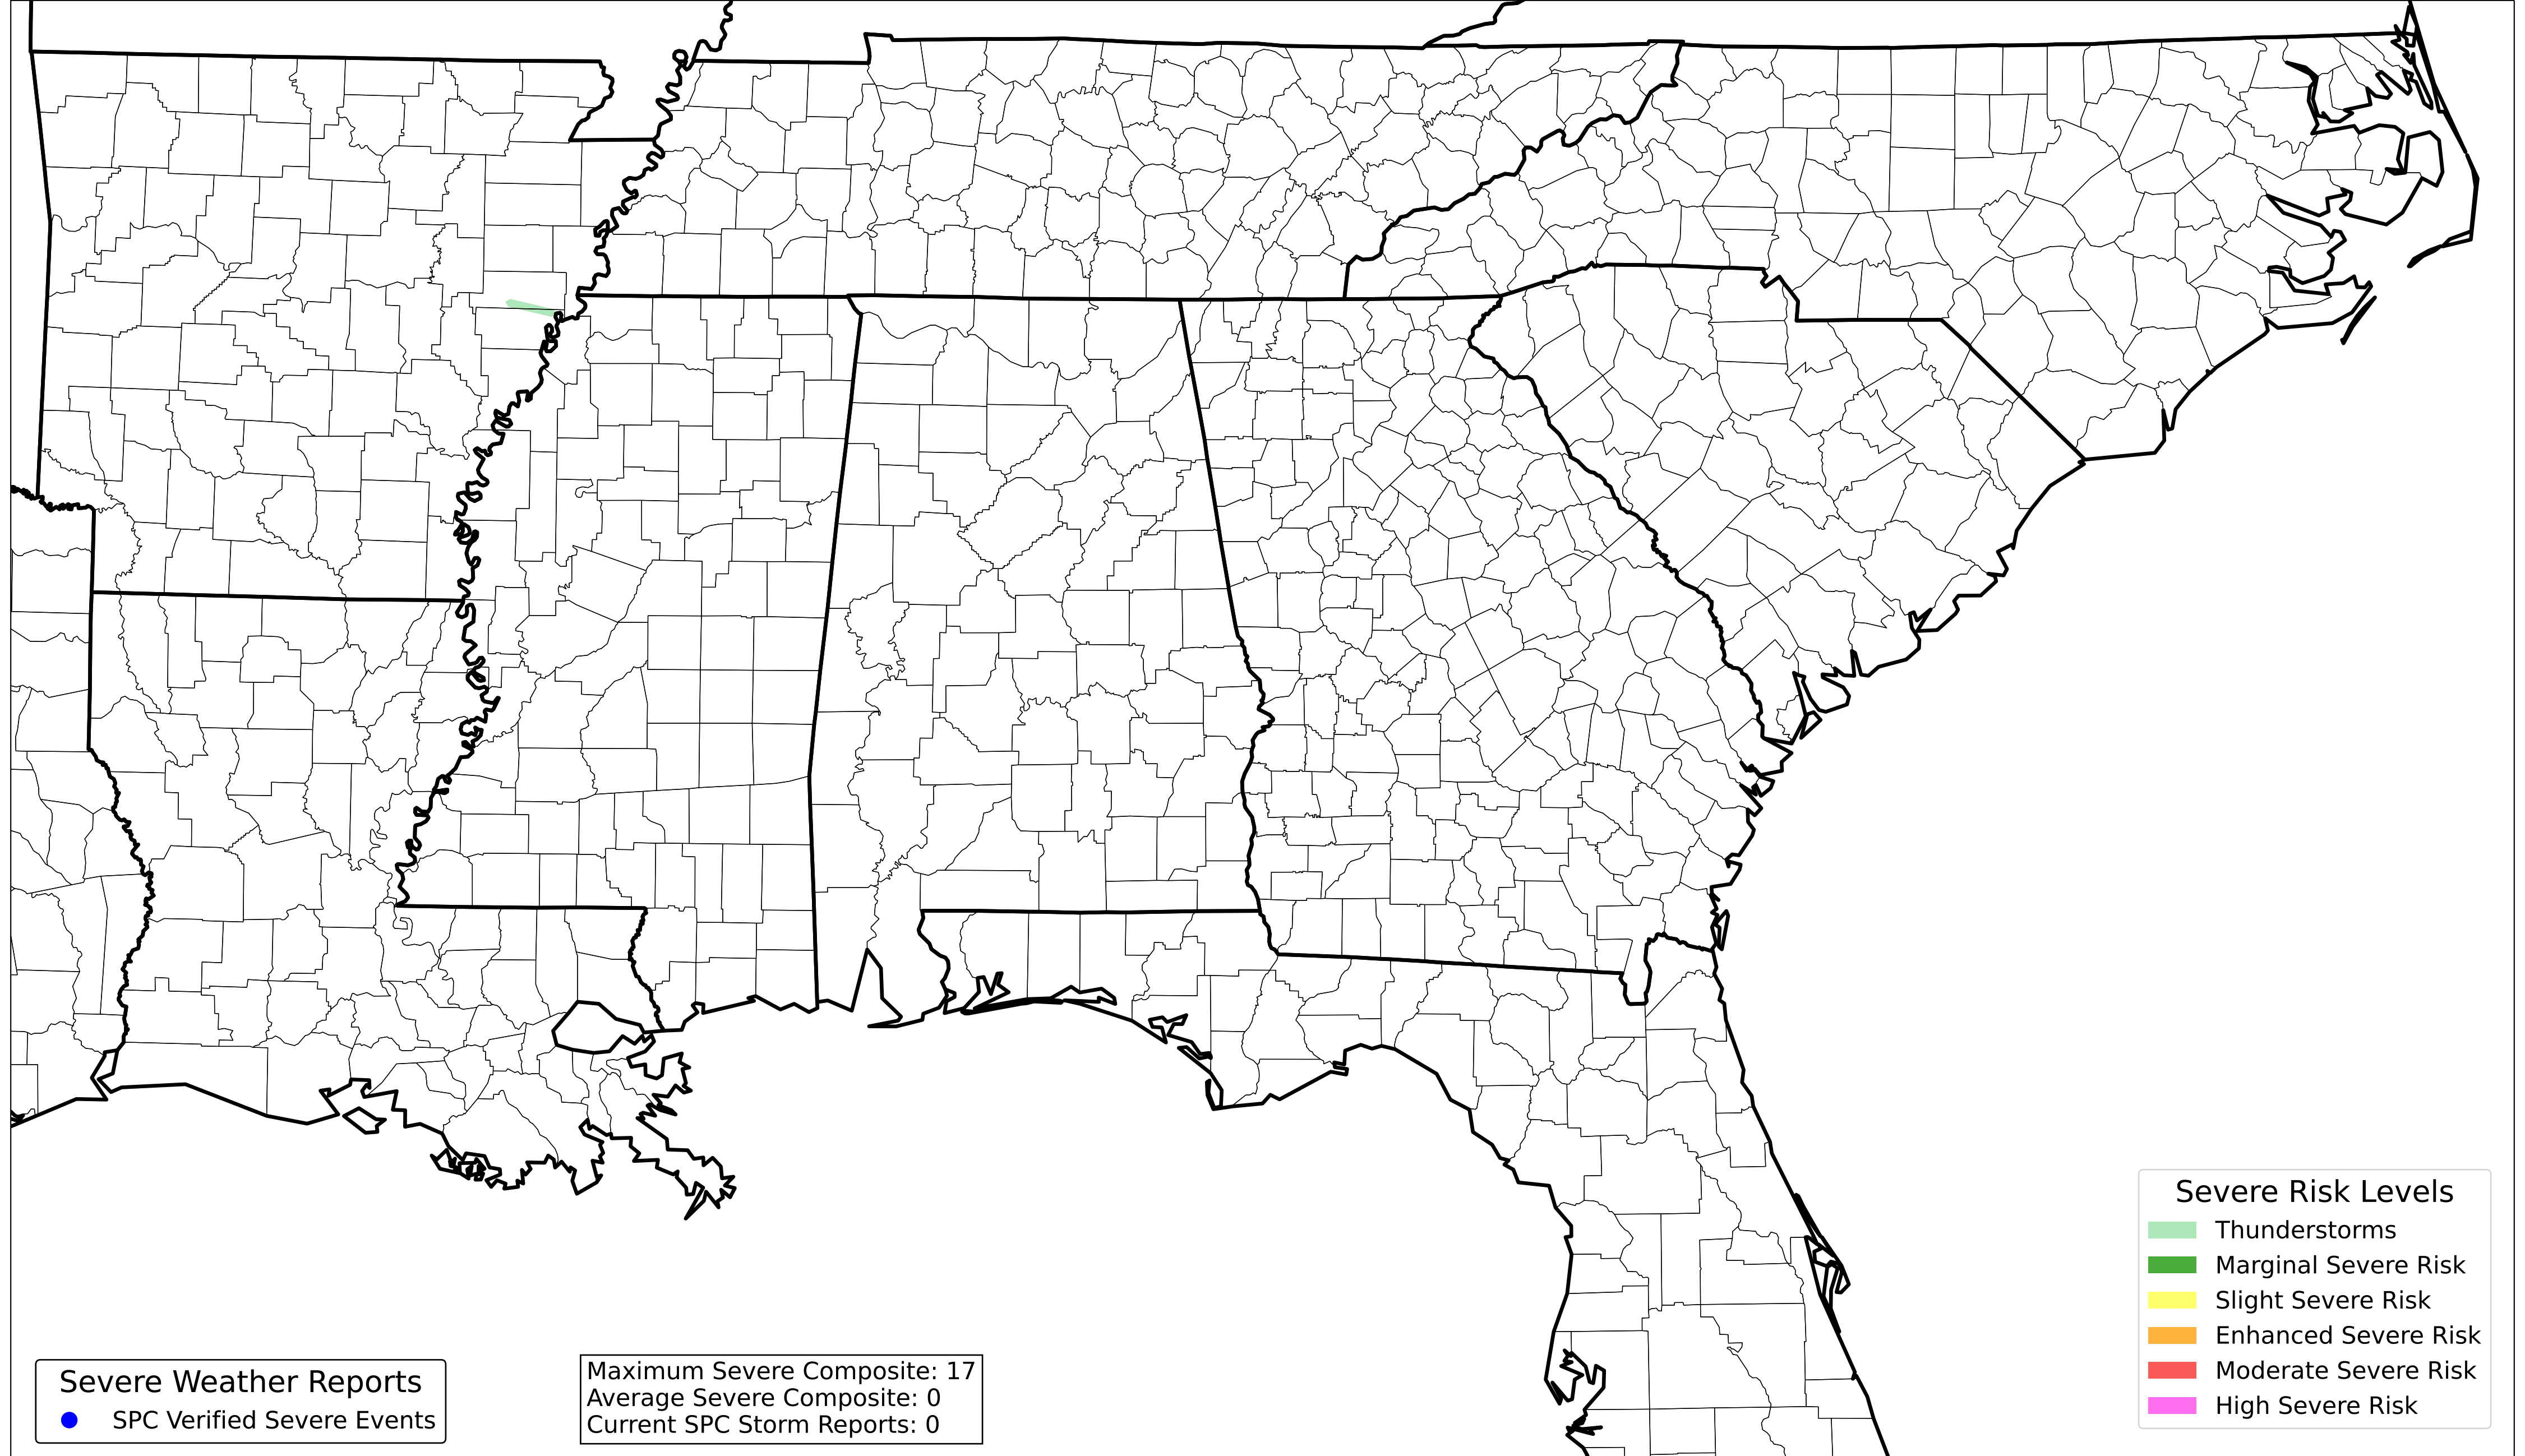 Severe Weather Reports
SPC Verified Severe Events
Maximum Severe Composite: 17
Average Severe Composite: 0
Current SPC Storm Reports: 0
Severe Risk Levels
Thunderstorms
Marginal Severe Risk
Slight Severe Risk
Enhanced Severe Risk
Moderate Severe Risk
High Severe Risk